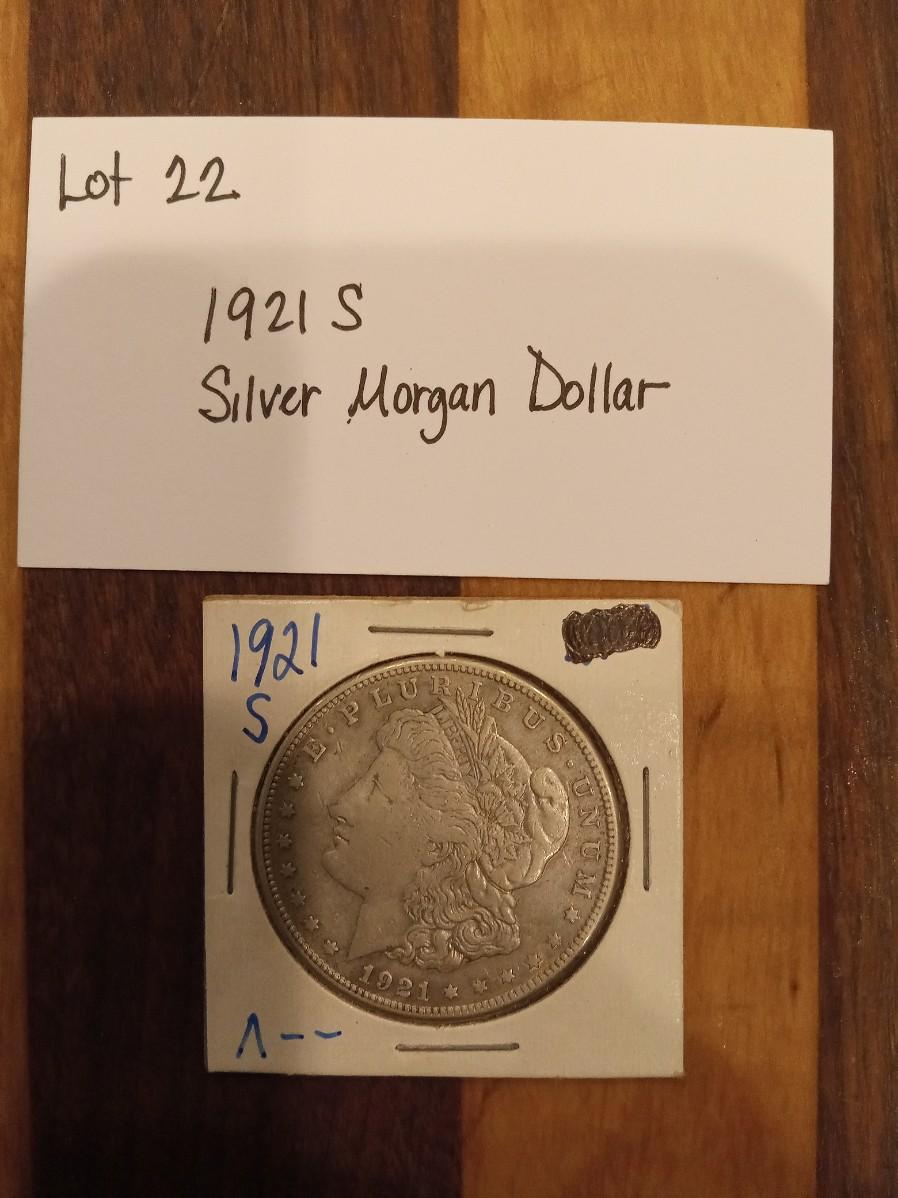 Lot 22
1921 S
Silver Morgan Dollar
1921
S
E · PLURIBUS · UNUM
1921